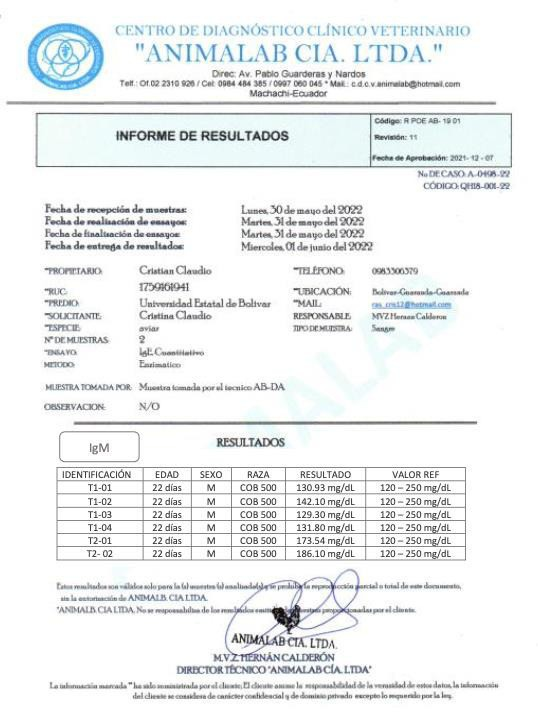 CENTRO DE DIAGNÓSTICO CLÍNICO VETERINARIO
"ANIMALAB CIA. LTDA."
Direc: Av. Pablo Guarderas y Nardos
Telf.: Of.02 2310 926 / Cel: 0984 484 385 / 0997 060 045 * Mail.: c.d.c.v.animalab@hotmail.com
Machachi-Ecuador
INFORME DE RESULTADOS
Código: R POE AB- 19 01
Revisión: 11
Fecha de Aprobación: 2021- 12 - 07
No DE CASO: A-0498-22
CÓDIGO: QH18-001-22
Fecha de recepción de muestras: Lunes, 30 de mayo del 2022
Fecha de realización de ensayos: Martes, 31 de mayo del 2022
Fecha de finalización de ensayos: Martes, 31 de mayo del 2022
Fecha de entrega de resultados: Miercoles, 01 de junio del 2022
*PROPIETARIO: Cristian Claudio *TELÉFONO: 0983306379
*RUC: 1759161941 *UBICACIÓN: Bolívar-Guaranda-Guaranda
*PREDIO: Universidad Estatal de Bolivar *MAIL: cas_cris12@hotmail.com
*SOLICITANTE: Cristina Claudio RESPONSABLE: MVZ Hernan Calderon
*ESPECIE: aviar TIPO DE MUESTRA: Sangre
Nº DE MUESTRAS: 2
*ENSAYO: IgE Cuantitativo
METODO: Enzimatico
MUESTRA TOMADA POR: Muestra tomada por el tecnico AB-DA
OBSERVACION: N/O
IgM
RESULTADOS
IDENTIFICACIÓN EDAD SEXO RAZA RESULTADO VALOR REF
T1-01 22 días M COB 500 130.93 mg/dL 120 – 250 mg/dL
T1-02 22 días M COB 500 142.10 mg/dL 120 – 250 mg/dL
T1-03 22 días M COB 500 129.30 mg/dL 120 – 250 mg/dL
T1-04 22 días M COB 500 131.80 mg/dL 120 – 250 mg/dL
T2-01 22 días M COB 500 173.54 mg/dL 120 – 250 mg/dL
T2- 02 22 días M COB 500 186.10 mg/dL 120 – 250 mg/dL
Estos resultados son válidos solo para la (s) muestra (s) analizada(s) y se prohíbe la reproducción parcial o total de este documento,
sin la autorización de ANIMALB. CIA LTDA.
*ANIMALB. CIA LTDA, No se responsabiliza de los resultados muestras proporcionadas por el cliente.
ANIMALAB CÍA. LTDA.
M.V.Z. HERNÁN CALDERÓN
DIRECTOR TÉCNICO "ANIMALAB CÍA. LTDA."
La información marcada * ha sido suministrada por el cliente; El cliente asume la responsabilidad de la veracidad de estos datos, la información
del cliente se considera de carácter confidencial y de dominio privado excepto lo requerido por la ley.